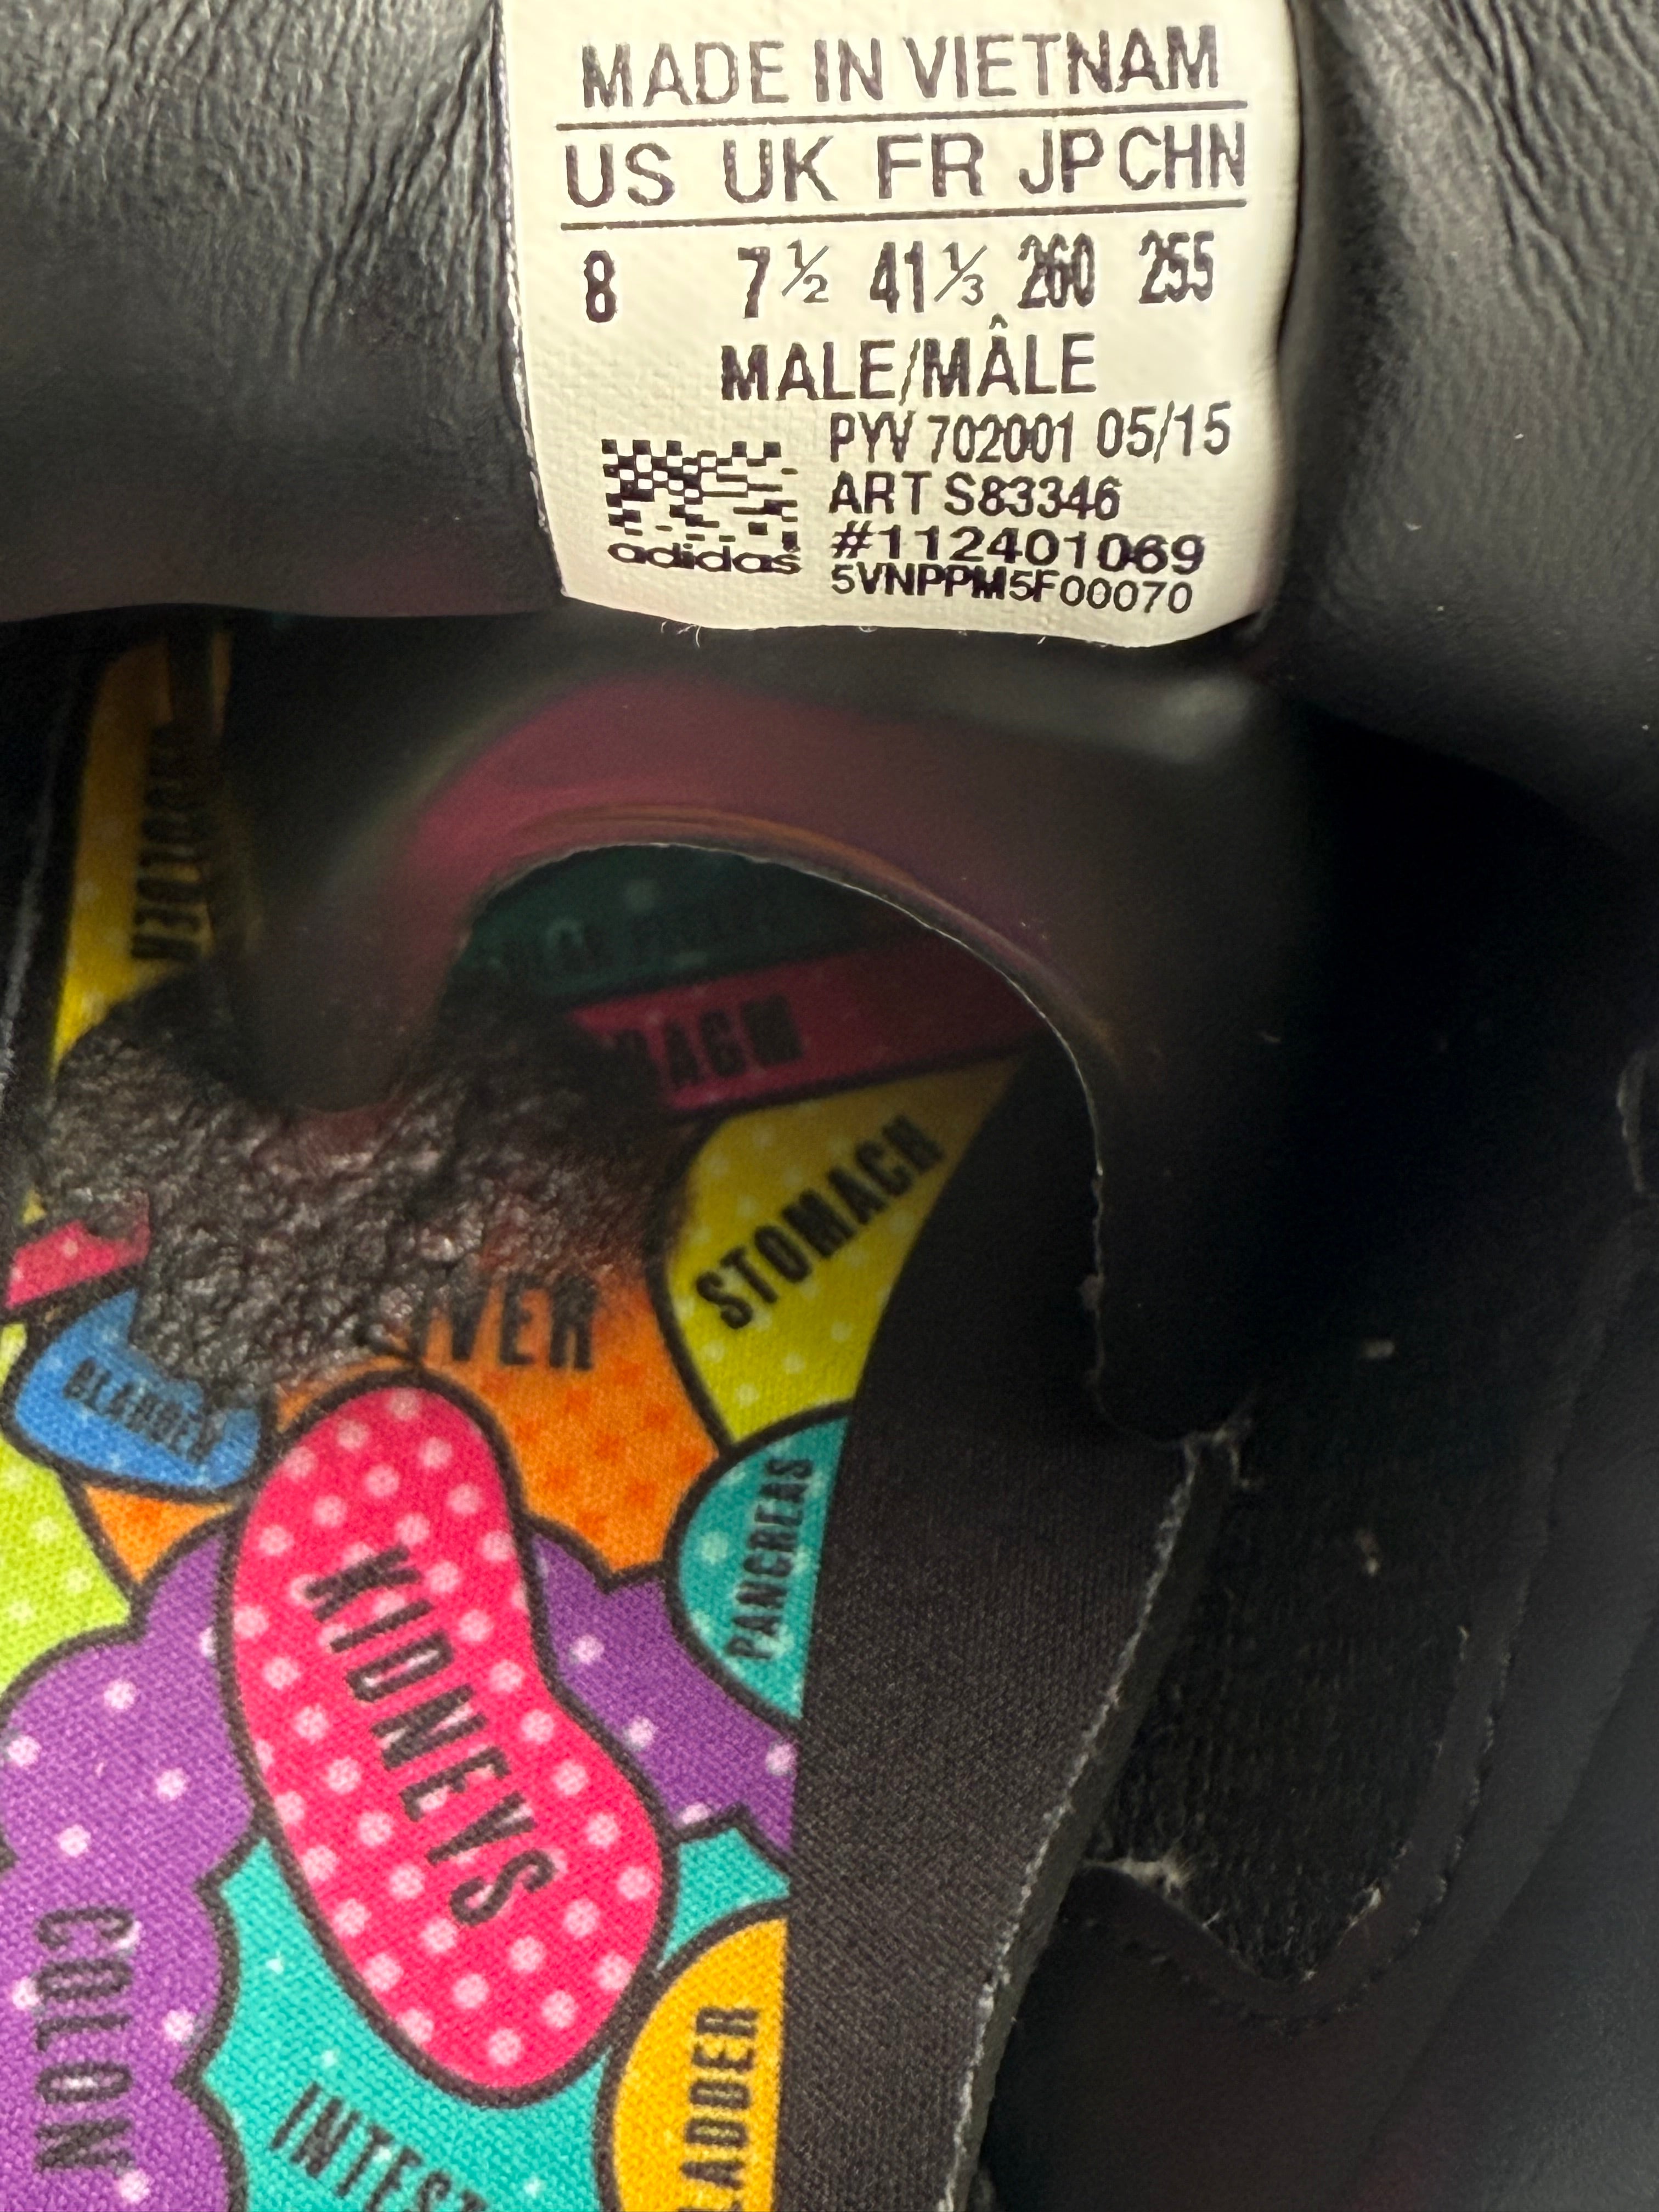 MADE IN VIETNAM
US UK FR JP CHN
8 7½ 41⅓ 260 255
MALE/MÂLE
PYV 702001 05/15
ART S83346
#112401069
5VNPPM5F00070
adidas
STOMACH
BLADDER
PANCREAS
KIDNEYS
COLON